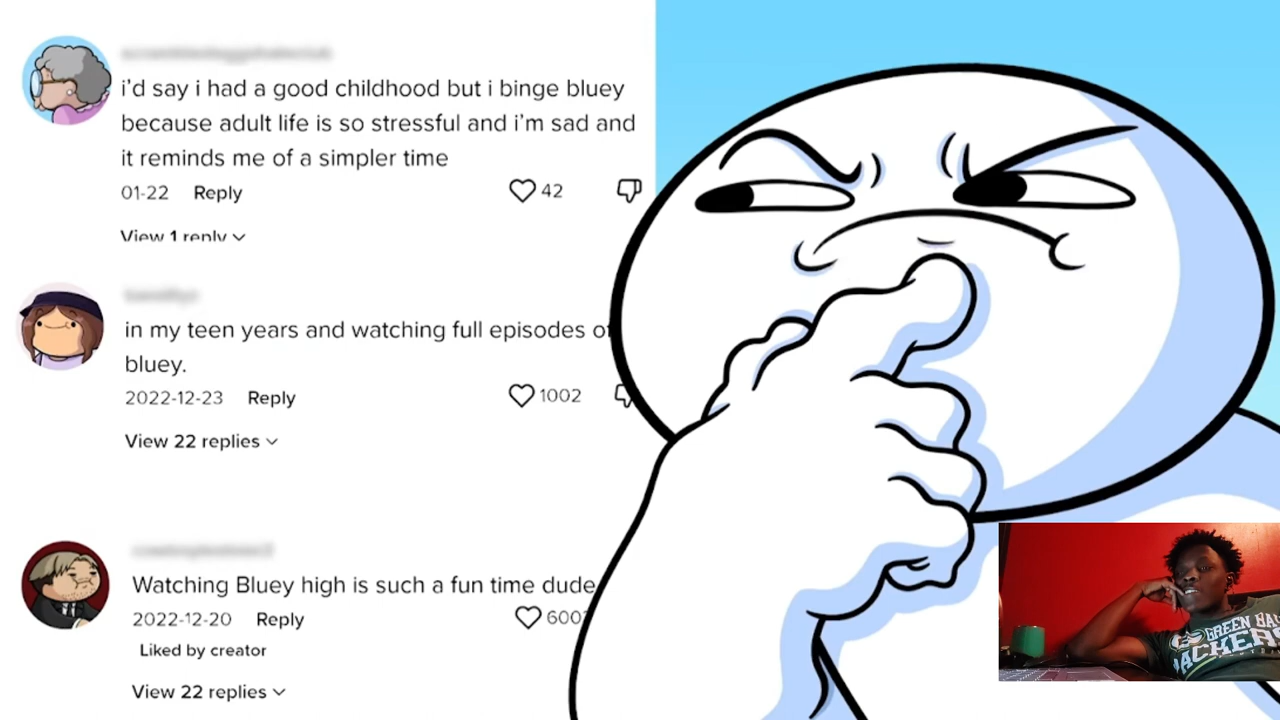 i'd say i had a good childhood but i binge bluey
because adult life is so stressful and i'm sad and
it reminds me of a simpler time
01-22 Reply 42
View 1 reply
in my teen years and watching full episodes of
bluey.
2022-12-23 Reply 1002
View 22 replies
Watching Bluey high is such a fun time dude
2022-12-20 Reply
Liked by creator
View 22 replies
GREEN BAY
PACKERS